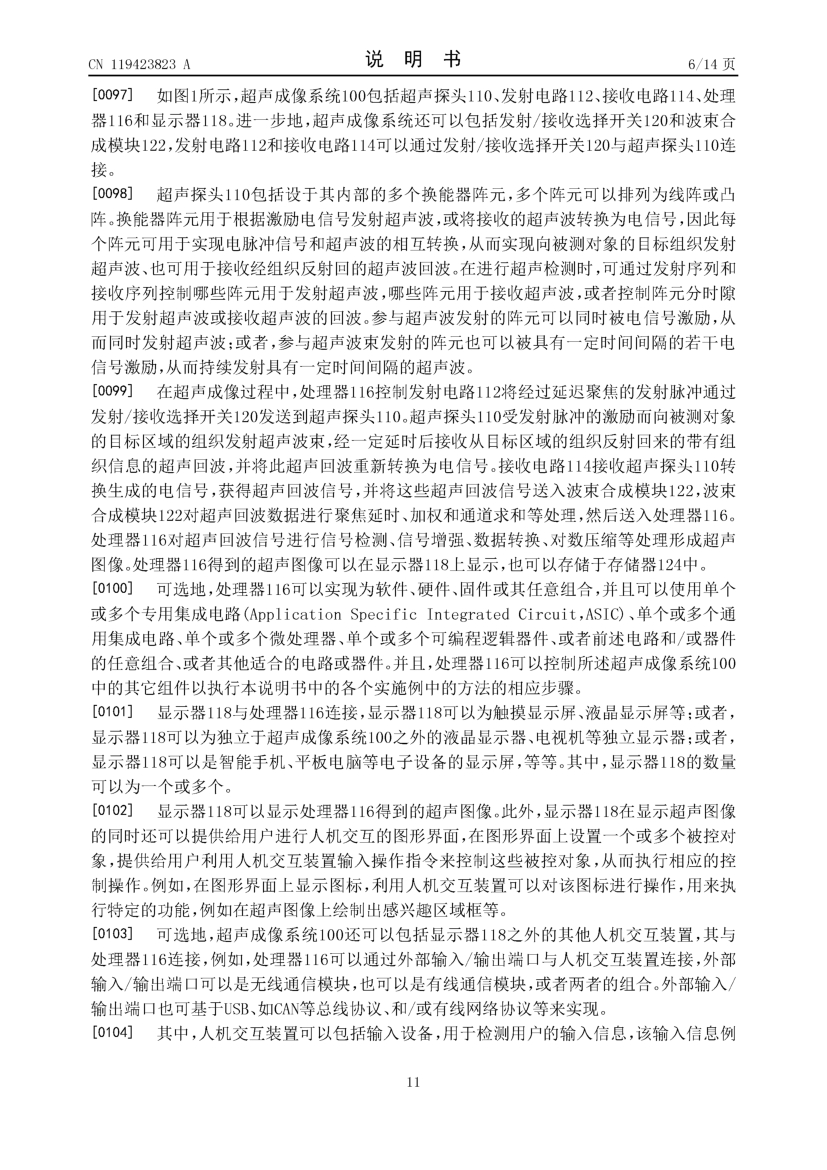 CN 119423823 A
说 明 书
6/14 页
[0097] 如图1所示,超声成像系统100包括超声探头110、发射电路112、接收电路114、处理
器116和显示器118。进一步地,超声成像系统还可以包括发射/接收选择开关120和波束合
成模块122,发射电路112和接收电路114可以通过发射/接收选择开关120与超声探头110连
接。
[0098] 超声探头110包括设于其内部的多个换能器阵元,多个阵元可以排列为线阵或凸
阵。换能器阵元用于根据激励电信号发射超声波,或将接收的超声波转换为电信号,因此每
个阵元可用于实现电脉冲信号和超声波的相互转换,从而实现向被测对象的目标组织发射
超声波、也可用于接收经组织反射回的超声波回波。在进行超声检测时,可通过发射序列和
接收序列控制哪些阵元用于发射超声波,哪些阵元用于接收超声波,或者控制阵元分时隙
用于发射超声波或接收超声波的回波。参与超声波发射的阵元可以同时被电信号激励,从
而同时发射超声波;或者,参与超声波束发射的阵元也可以被具有一定时间间隔的若干电
信号激励,从而持续发射具有一定时间间隔的超声波。
[0099] 在超声成像过程中,处理器116控制发射电路112将经过延迟聚焦的发射脉冲通过
发射/接收选择开关120发送到超声探头110。超声探头110受发射脉冲的激励而向被测对象
的目标区域的组织发射超声波束,经一定延时后接收从目标区域的组织反射回来的带有组
织信息的超声回波,并将此超声回波重新转换为电信号。接收电路114接收超声探头110转
换生成的电信号,获得超声回波信号,并将这些超声回波信号送入波束合成模块122,波束
合成模块122对超声回波数据进行聚焦延时、加权和通道求和等处理,然后送入处理器116。
处理器116对超声回波信号进行信号检测、信号增强、数据转换、对数压缩等处理形成超声
图像。处理器116得到的超声图像可以在显示器118上显示,也可以存储于存储器124中。
[0100] 可选地,处理器116可以实现为软件、硬件、固件或其任意组合,并且可以使用单个
或多个专用集成电路(Application Specific Integrated Circuit,ASIC)、单个或多个通
用集成电路、单个或多个微处理器、单个或多个可编程逻辑器件、或者前述电路和/或器件
的任意组合、或者其他适合的电路或器件。并且,处理器116可以控制所述超声成像系统100
中的其它组件以执行本说明书中的各个实施例中的方法的相应步骤。
[0101] 显示器118与处理器116连接,显示器118可以为触摸显示屏、液晶显示屏等;或者,
显示器118可以为独立于超声成像系统100之外的液晶显示器、电视机等独立显示器;或者,
显示器118可以是智能手机、平板电脑等电子设备的显示屏,等等。其中,显示器118的数量
可以为一个或多个。
[0102] 显示器118可以显示处理器116得到的超声图像。此外,显示器118在显示超声图像
的同时还可以提供给用户进行人机交互的图形界面,在图形界面上设置一个或多个被控对
象,提供给用户利用人机交互装置输入操作指令来控制这些被控对象,从而执行相应的控
制操作。例如,在图形界面上显示图标,利用人机交互装置可以对该图标进行操作,用来执
行特定的功能,例如在超声图像上绘制出感兴趣区域框等。
[0103] 可选地,超声成像系统100还可以包括显示器118之外的其他人机交互装置,其与
处理器116连接,例如,处理器116可以通过外部输入/输出端口与人机交互装置连接,外部
输入/输出端口可以是无线通信模块,也可以是有线通信模块,或者两者的组合。外部输入/
输出端口也可基于USB、如CAN等总线协议、和/或有线网络协议等来实现。
[0104] 其中,人机交互装置可以包括输入设备,用于检测用户的输入信息,该输入信息例
11